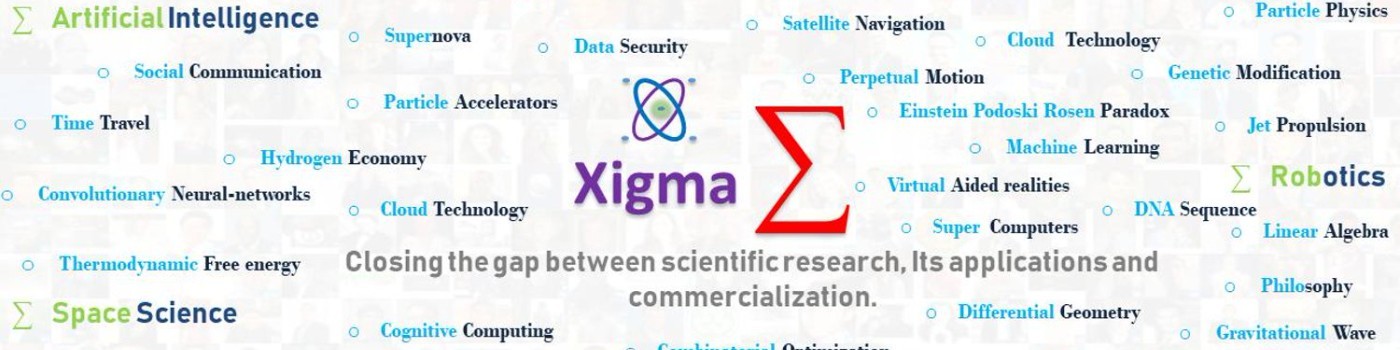 Σ Artificial Intelligence
Supernova
Data Security
Satellite Navigation
Particle Physics
Cloud Technology
Social Communication
Perpetual Motion
Genetic Modification
Particle Accelerators
Einstein Podoski Rosen Paradox
Time Travel
Jet Propulsion
Hydrogen Economy
Machine Learning
Xigma Σ
Σ Robotics
Convolutionary Neural-networks
Virtual Aided realities
Cloud Technology
DNA Sequence
Super Computers
Linear Algebra
Thermodynamic Free energy
Closing the gap between scientific research, Its applications and
commercialization.
Philosophy
Σ Space Science
Differential Geometry
Cognitive Computing
Gravitational Wave
Combinatorial Optimization